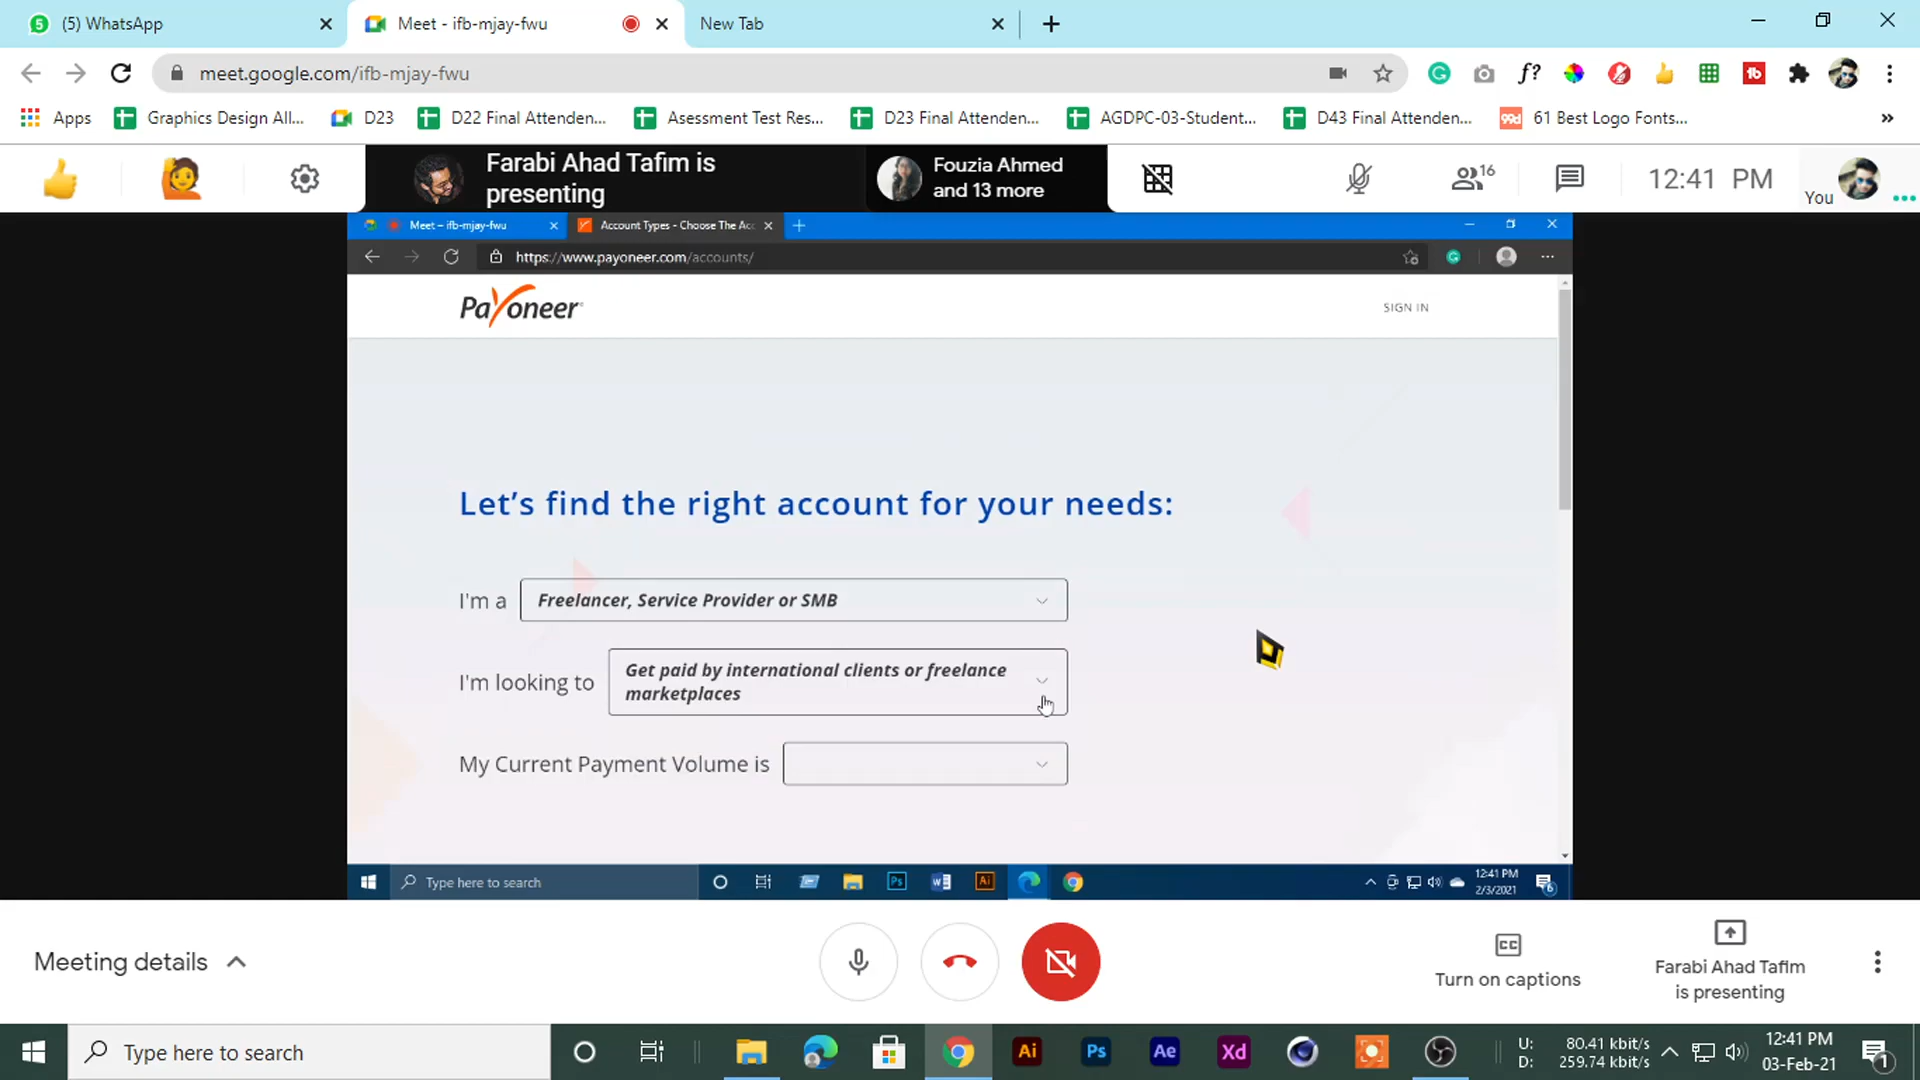 (5) WhatsApp
Meet - ifb-mjay-fwu
New Tab
meet.google.com/ifb-mjay-fwu
Apps
Graphics Design All...
D23
D22 Final Attenden...
Asessment Test Res...
D23 Final Attenden...
AGDPC-03-Student...
D43 Final Attenden...
61 Best Logo Fonts...
Farabi Ahad Tafim is
presenting
Fouzia Ahmed
and 13 more
16
12:41 PM
You
Meet – ifb-mjay-fwu
Account Types - Choose The Acc
https://www.payoneer.com/accounts/
Payoneer
SIGN IN
Let's find the right account for your needs:
I'm a
Freelancer, Service Provider or SMB
I'm looking to
Get paid by international clients or freelance
marketplaces
My Current Payment Volume is
Type here to search
12:41 PM
2/3/2021
Meeting details
Turn on captions
Farabi Ahad Tafim
is presenting
Type here to search
U: 80.41 kbit/s
D: 259.74 kbit/s
12:41 PM
03-Feb-21